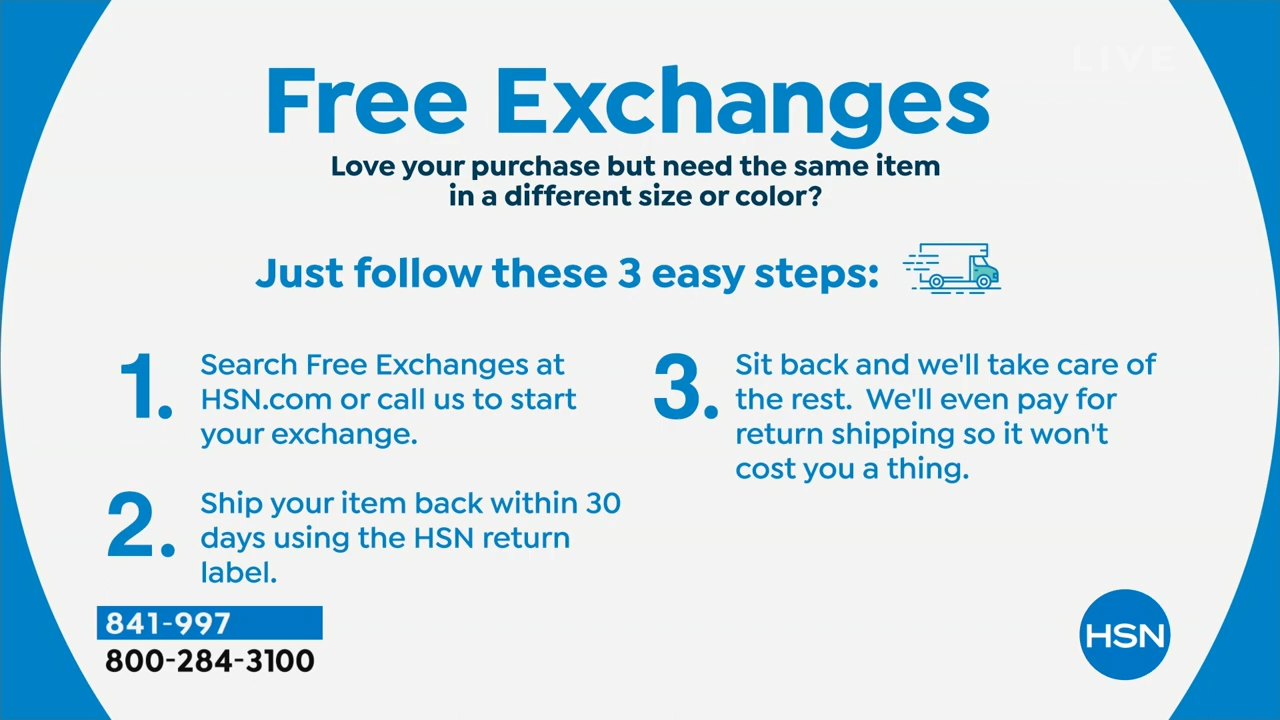 LIVE
Free Exchanges
Love your purchase but need the same item
in a different size or color?
Just follow these 3 easy steps:
1. Search Free Exchanges at
HSN.com or call us to start
your exchange.
2. Ship your item back within 30
days using the HSN return
label.
3. Sit back and we'll take care of
the rest.  We'll even pay for
return shipping so it won't
cost you a thing.
841-997
800-284-3100
HSN